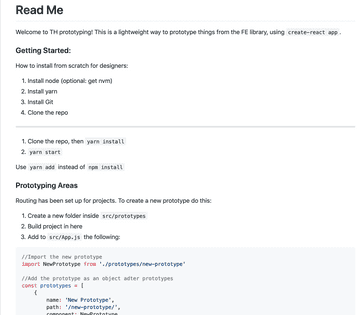 Read Me
Welcome to TH prototyping! This is a lightweight way to prototype things from the FE library, using create-react app.
Getting Started:
How to install from scratch for designers:
1. Install node (optional: get nvm)
2. Install yarn
3. Install Git
4. Clone the repo
1. Clone the repo, then yarn install
2. yarn start
Use yarn add instead of npm install
Prototyping Areas
Routing has been set up for projects. To create a new prototype do this:
1. Create a new folder inside src/prototypes
2. Build project in here
3. Add to src/App.js the following:
//Import the new prototype
import NewPrototype from './prototypes/new-prototype'
//Add the prototype as an object adter prototypes
const prototypes = [
{
name: 'New Prototype',
path: '/new-prototype/',
component: NewPrototype